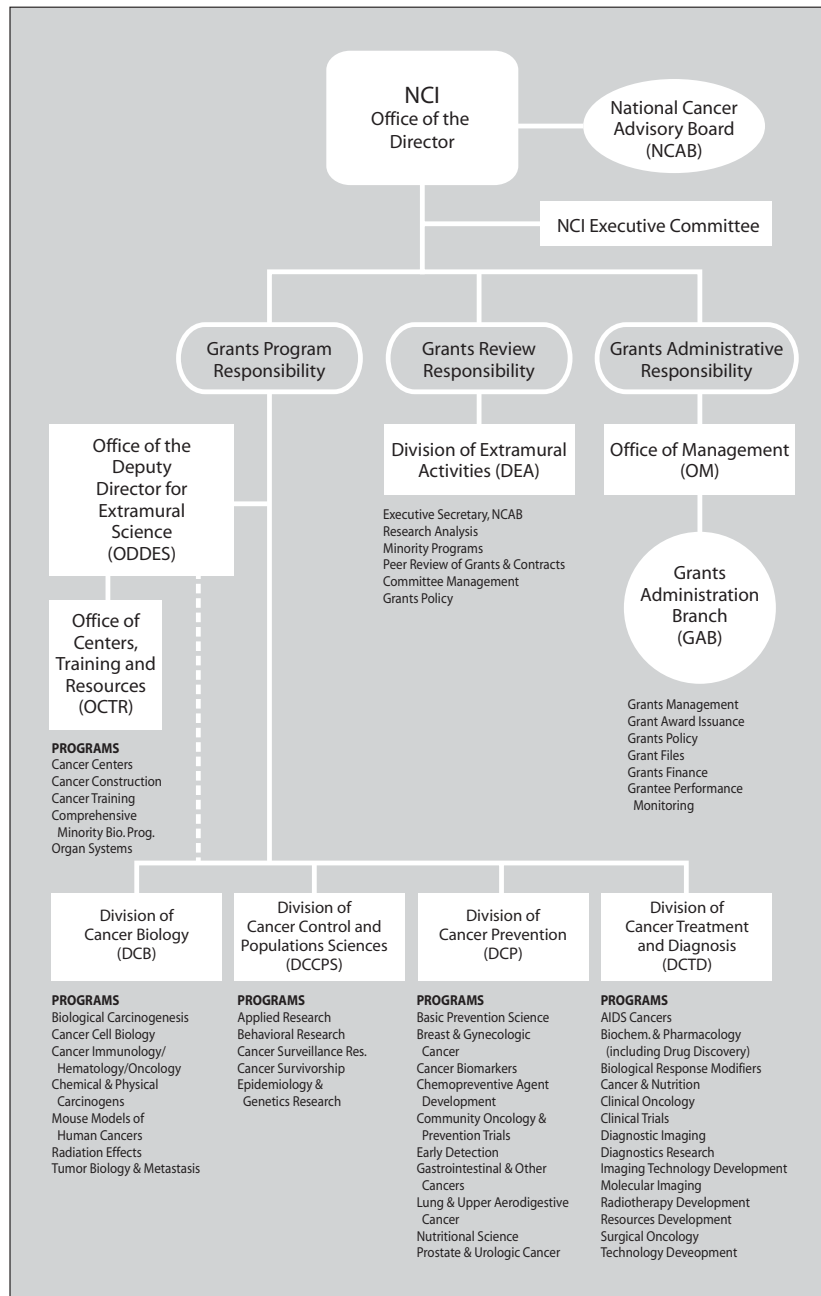 NCI
Office of the
Director
National Cancer
Advisory Board
(NCAB)
NCI Executive Committee
Grants Program
Responsibility
Grants Review
Responsibility
Grants Administrative
Responsibility
Office of the
Deputy
Director for
Extramural
Science
(ODDES)
Division of Extramural
Activities (DEA)
Executive Secretary, NCAB
Research Analysis
Minority Programs
Peer Review of Grants & Contracts
Committee Management
Grants Policy
Office of Management
(OM)
Grants
Administration
Branch
(GAB)
Grants Management
Grant Award Issuance
Grants Policy
Grant Files
Grants Finance
Grantee Performance
Monitoring
Office of
Centers,
Training and
Resources
(OCTR)
PROGRAMS
Cancer Centers
Cancer Construction
Cancer Training
Comprehensive
Minority Bio. Prog.
Organ Systems
Division of
Cancer Biology
(DCB)
PROGRAMS
Biological Carcinogenesis
Cancer Cell Biology
Cancer Immunology/
Hematology/Oncology
Chemical & Physical
Carcinogens
Mouse Models of
Human Cancers
Radiation Effects
Tumor Biology & Metastasis
Division of
Cancer Control and
Populations Sciences
(DCCPS)
PROGRAMS
Applied Research
Behavioral Research
Cancer Surveillance Res.
Cancer Survivorship
Epidemiology &
Genetics Research
Division of
Cancer Prevention
(DCP)
PROGRAMS
Basic Prevention Science
Breast & Gynecologic
Cancer
Cancer Biomarkers
Chemopreventive Agent
Development
Community Oncology &
Prevention Trials
Early Detection
Gastrointestinal & Other
Cancers
Lung & Upper Aerodigestive
Cancer
Nutritional Science
Prostate & Urologic Cancer
Division of
Cancer Treatment
and Diagnosis
(DCTD)
PROGRAMS
AIDS Cancers
Biochem. & Pharmacology
(including Drug Discovery)
Biological Response Modifiers
Cancer & Nutrition
Clinical Oncology
Clinical Trials
Diagnostic Imaging
Diagnostics Research
Imaging Technology Development
Molecular Imaging
Radiotherapy Development
Resources Development
Surgical Oncology
Technology Deveopment